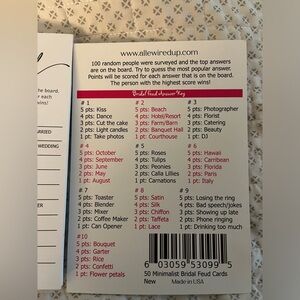 www.allewiredup.com
100 random people were surveyed and the top answers
are on the board. Try to guess the most popular answer.
Points will be scored for each answer that is on the board.
The person with the highest score wins!
Bridal Feud Answer Key
# 1
5 pts: Kiss
4 pts: Dance
3 pts: Cut the cake
2 pts: Light candles
1 pt: Take photos
# 2
5 pts: Beach
4 pts: Hotel/Resort
3 pts: Farm/Barn
2 pts: Banquet Hall
1 pt: Courthouse
# 3
5 pts: Photographer
4 pts: Florist
3 pts: Catering
2 pts: Beauty
1 pt: DJ
# 4
5 pts: October
4 pts: September
3 pts: June
2 pts: May
1 pt: August
# 5
5 pts: Roses
4 pts: Tulips
3 pts: Peonies
2 pts: Calla Lillies
1 pt: Carnations
# 6
5 pts: Hawaii
4 pts: Carribean
3 pts: Florida
2 pts: Paris
1 pt: Italy
# 7
5 pts: Toaster
4 pts: Blender
3 pts: Mixer
2 pts: Coffee Maker
1 pt: Can Opener
# 8
5 pts: Satin
4 pts: Silk
3 pts: Chiffon
2 pts: Taffeta
1 pt: Lace
# 9
5 pts: Losing the ring
4 pts: Bad speech/jokes
3 pts: Showing up late
2 pts: Phone ringing
1 pt: Drinking too much
#10
5 pts: Bouquet
4 pts: Garter
3 pts: Rice
2 pts: Confetti
1 pt: Flower petals
6 03059 53099 5
50 Minimalist Bridal Feud Cards
New Made in USA
WEDDING